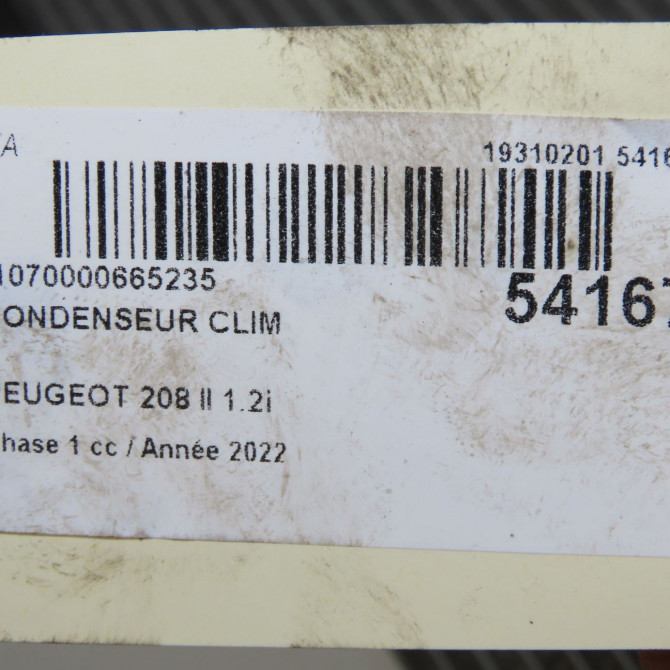 A 19310201 5416
1070000665235
ONDENSEUR CLIM
5416
EUGEOT 208 II 1.2i
hase 1 cc / Année 2022